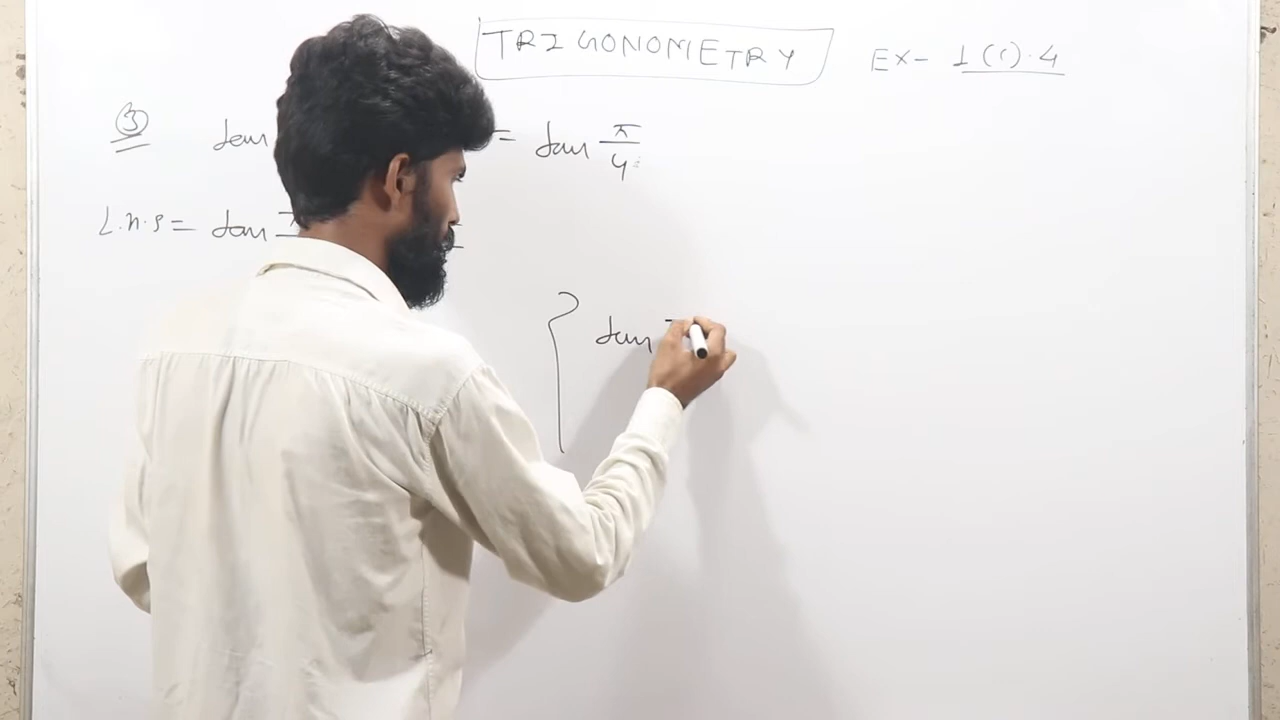 TRIGONOMETRY
EX- 1(C).4
③ tan = tan π/4
L.H.S = tan π
{ tan